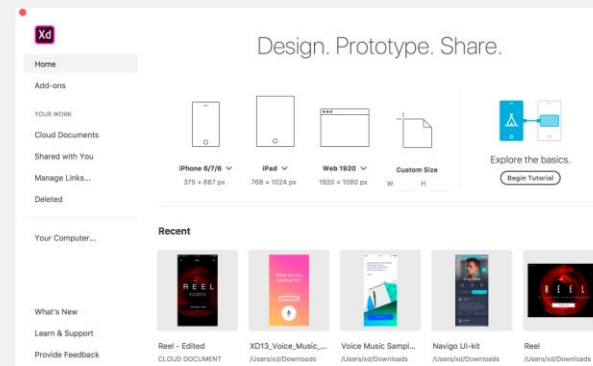 Xd
Home
Add-ons
YOUR WORK
Cloud Documents
Shared with You
Manage Links...
Deleted
Your Computer...
What's New
Learn & Support
Provide Feedback
Design. Prototype. Share.
iPhone 6/7/8
375 × 667 px
iPad
768 × 1024 px
Web 1920
1920 × 1080 px
Custom Size
W H
Explore the basics.
Begin Tutorial
Recent
REEL
What are you
Reel - Edited
CLOUD DOCUMENT
XD13_Voice_Music_...
/Users/xd/Downloads
Voice Music Sampl...
/Users/xd/Downloads
Navigo UI-kit
/Users/xd/Downloads
REEL
Reel
/Users/xd/Downloads